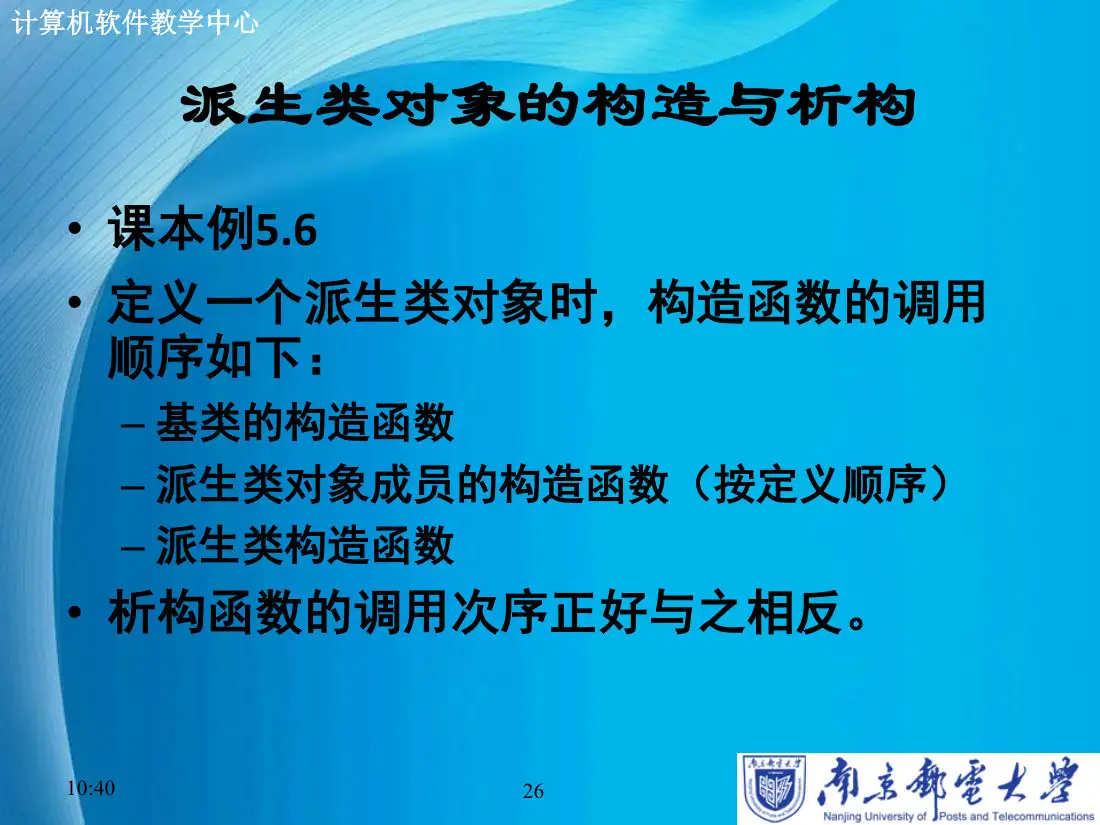 计算机软件教学中心
派生类对象的构造与析构
• 课本例5.6
• 定义一个派生类对象时，构造函数的调用
顺序如下：
– 基类的构造函数
– 派生类对象成员的构造函数（按定义顺序）
– 派生类构造函数
• 析构函数的调用次序正好与之相反。
10:40
26
南京邮电大学
Nanjing University of Posts and Telecommunications